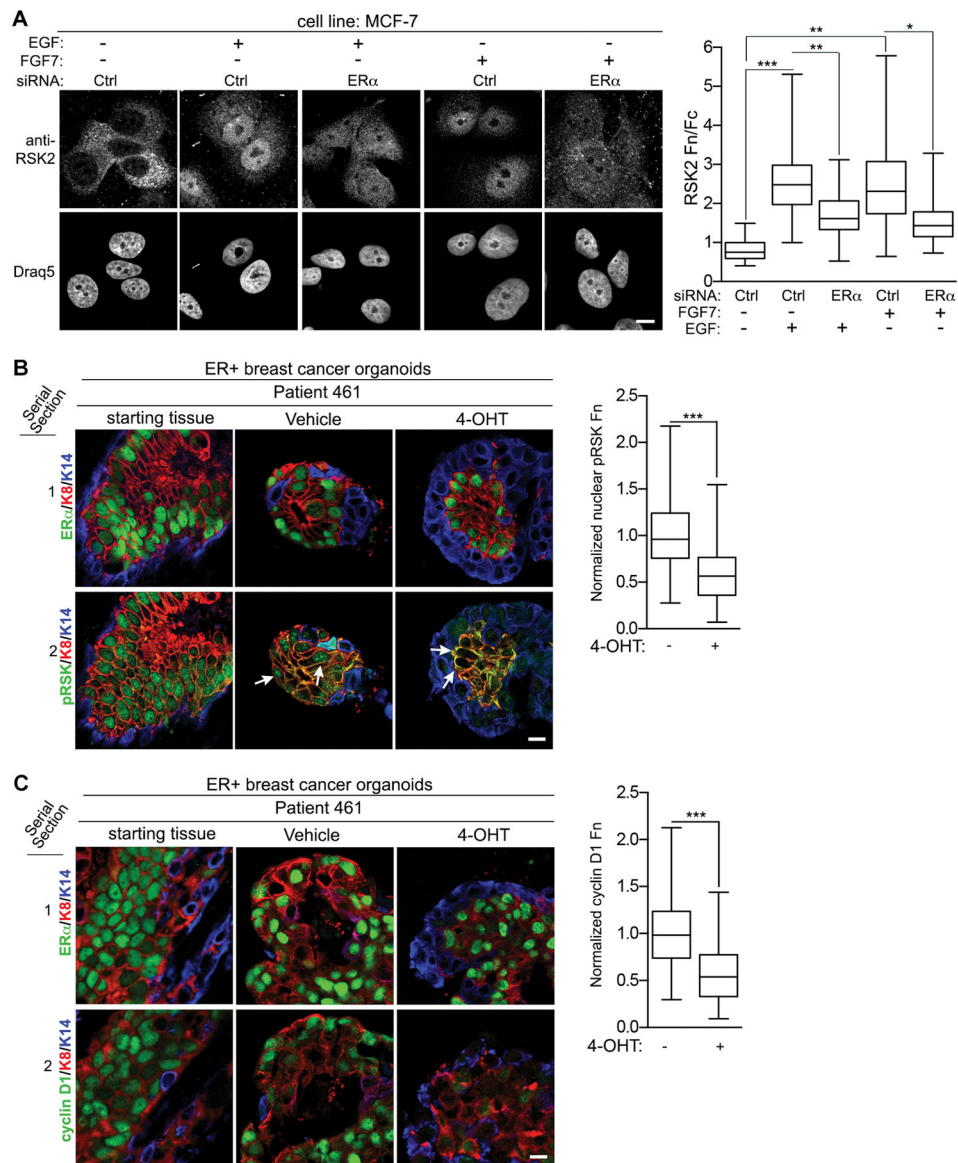 A
cell line: MCF-7
EGF: - + + - -
FGF7: - - - + +
siRNA: Ctrl Ctrl ERα Ctrl ERα
anti-
RSK2
Draq5
RSK2 Fn/Fc
6
5
4
3
2
1
0
*** ** ** *
siRNA: Ctrl Ctrl ERα Ctrl ERα
FGF7: - - - + +
EGF: - + + - -
B
ER+ breast cancer organoids
Patient 461
Serial
Section
starting tissue Vehicle 4-OHT
1
ERα/K8/K14
2
pRSK/K8/K14
Normalized nuclear pRSK Fn
2.5
2.0
1.5
1.0
0.5
0.0
***
4-OHT: - +
C
ER+ breast cancer organoids
Patient 461
Serial
Section
starting tissue Vehicle 4-OHT
1
ERα/K8/K14
2
cyclin D1/K8/K14
Normalized cyclin D1 Fn
2.5
2.0
1.5
1.0
0.5
0.0
***
4-OHT: - +